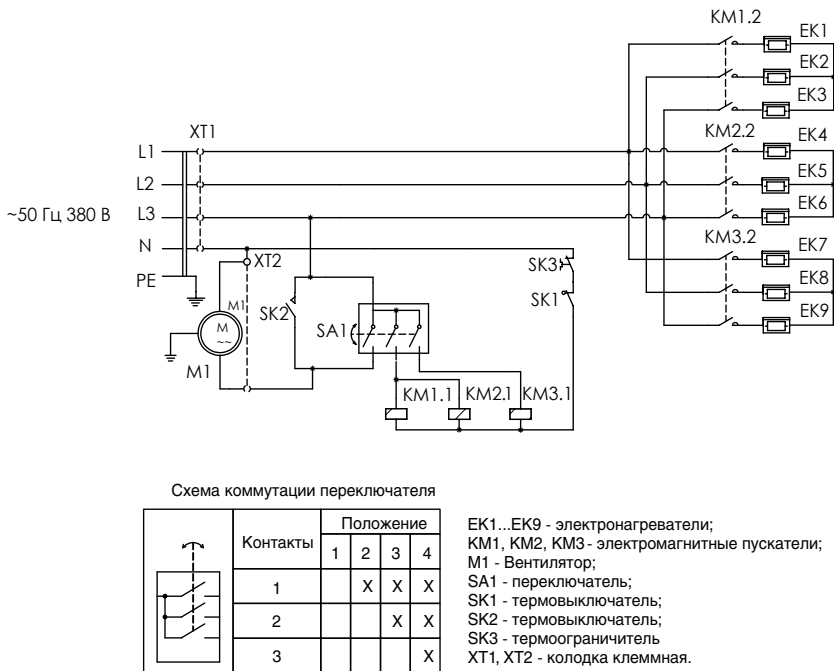 KM1.2
EK1
EK2
EK3
XT1
KM2.2
EK4
L1
L2
EK5
~50 Гц 380 В
L3
EK6
N
KM3.2
EK7
XT2
SK3
PE
EK8
M1
SK2
SK1
EK9
M
~~
SA1
M1
KM1.1
KM2.1
KM3.1
Схема коммутации переключателя
Контакты
Положение
1 2 3 4
1 X X X
2 X X
3 X
EK1...EK9 - электронагреватели;
KM1, KM2, KM3 - электромагнитные пускатели;
M1 - Вентилятор;
SA1 - переключатель;
SK1 - термовыключатель;
SK2 - термовыключатель;
SK3 - термоограничитель
XT1, XT2 - колодка клеммная.